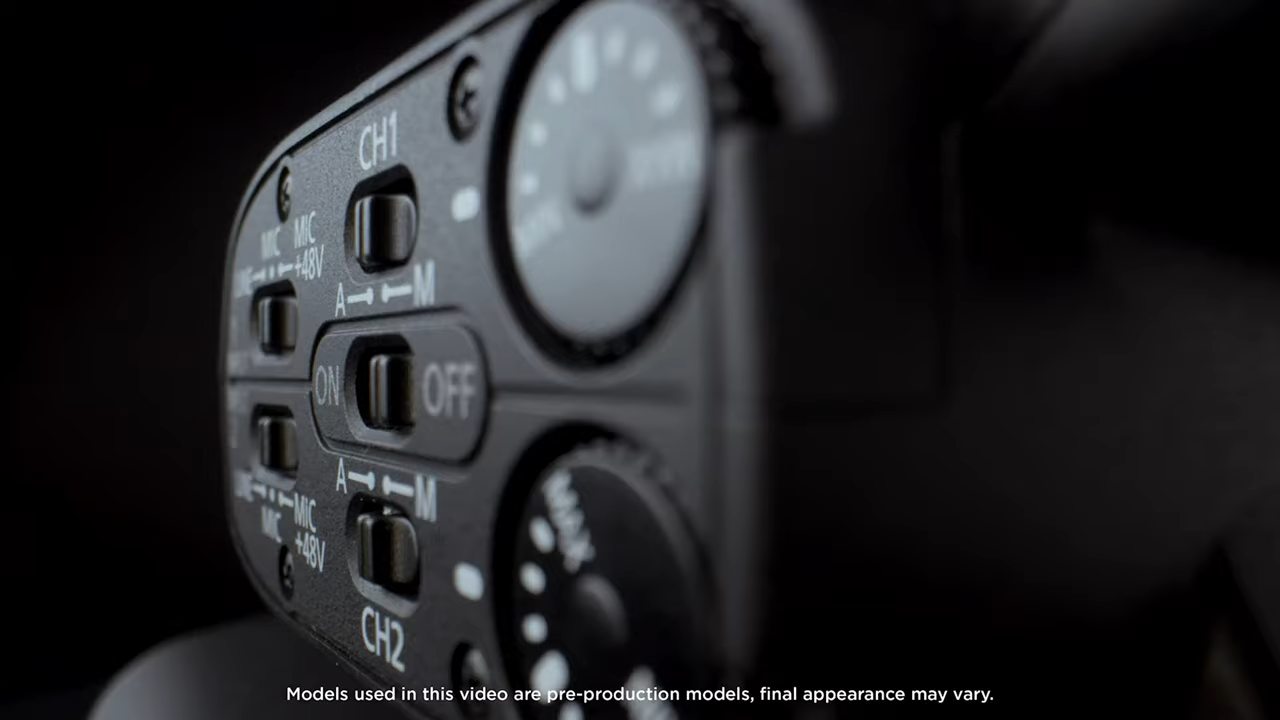 CH1
MIC
MIC
+48V
LINE
A
M
ON
OFF
A
M
LINE
MIC
MIC
+48V
CH2
MAX
Models used in this video are pre-production models, final appearance may vary.